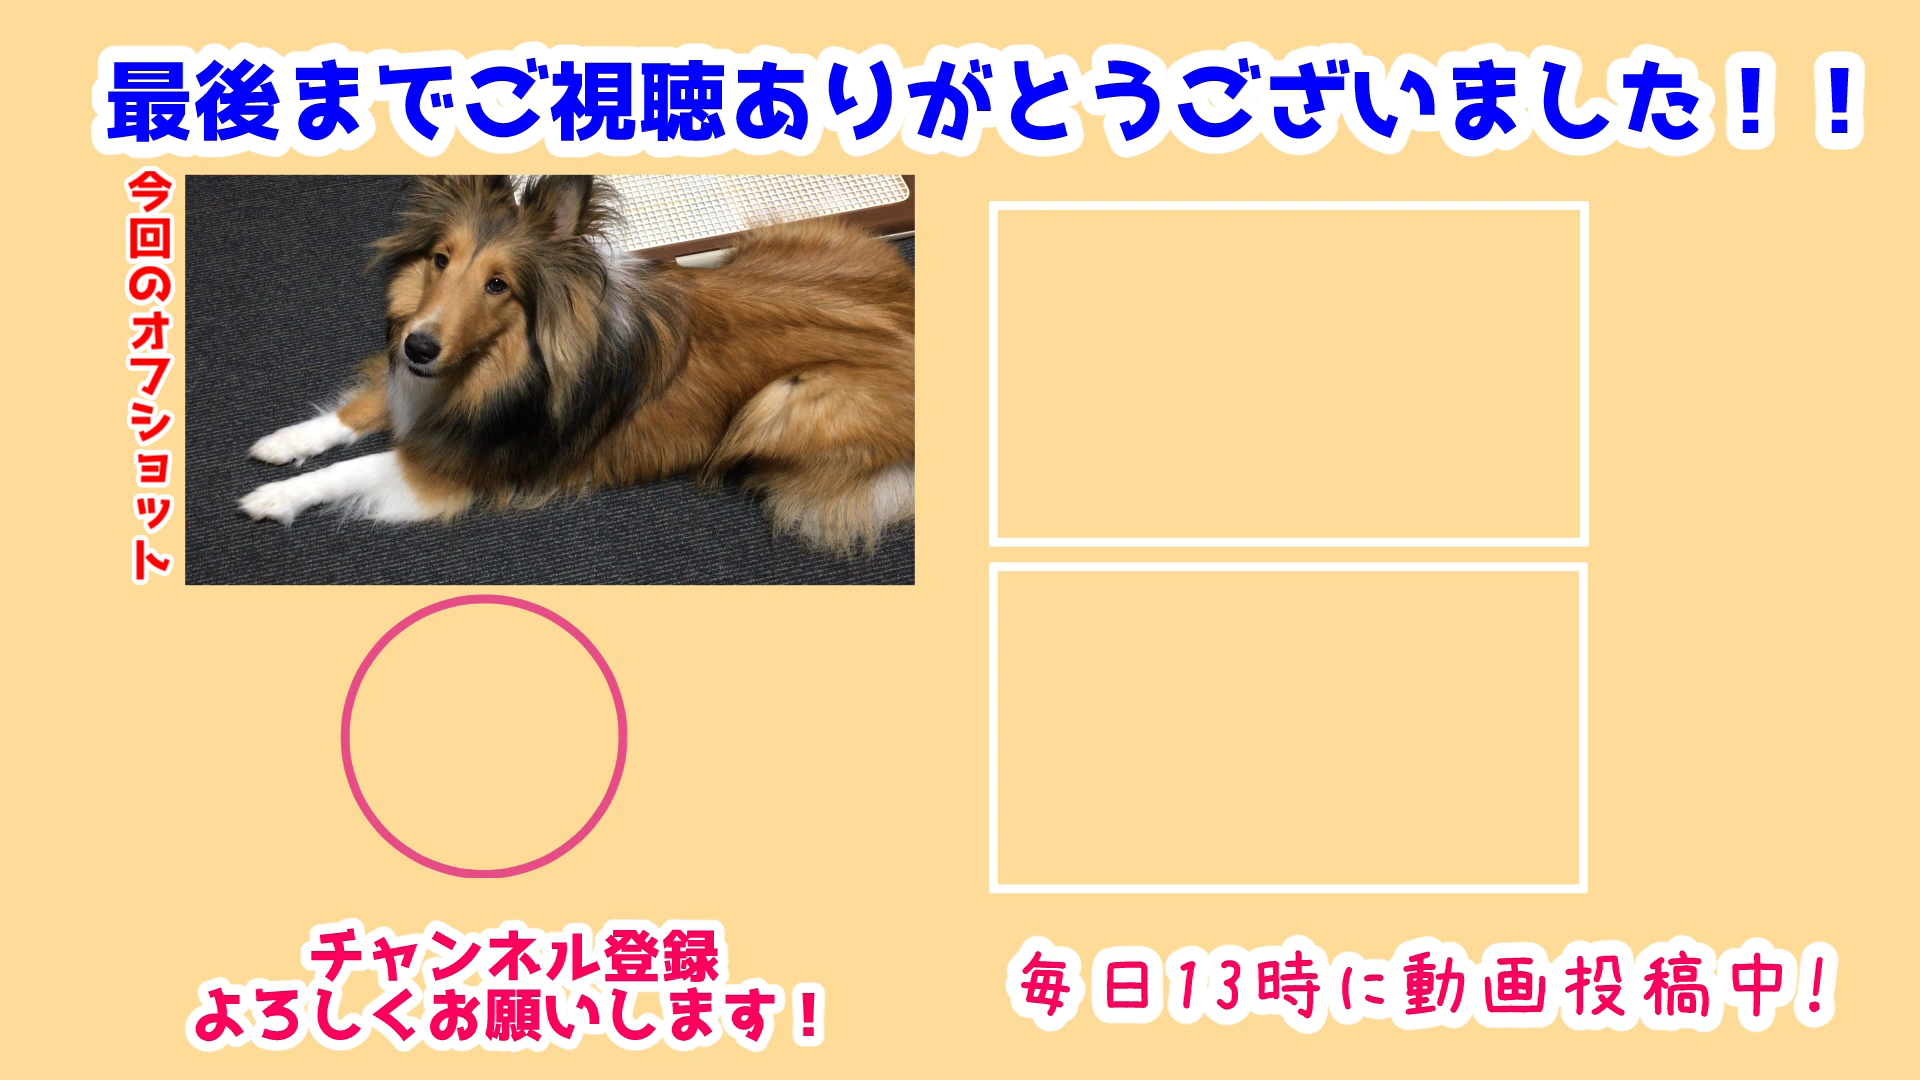 最後までご視聴ありがとうございました！！
今回のオフショット
チャンネル登録
よろしくお願いします！
毎日13時に動画投稿中！